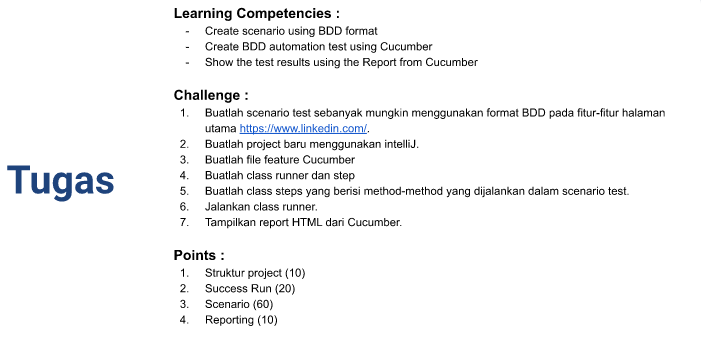 Tugas
Learning Competencies :
- Create scenario using BDD format
- Create BDD automation test using Cucumber
- Show the test results using the Report from Cucumber
Challenge :
1. Buatlah scenario test sebanyak mungkin menggunakan format BDD pada fitur-fitur halaman
utama https://www.linkedin.com/.
2. Buatlah project baru menggunakan intelliJ.
3. Buatlah file feature Cucumber
4. Buatlah class runner dan step
5. Buatlah class steps yang berisi method-method yang dijalankan dalam scenario test.
6. Jalankan class runner.
7. Tampilkan report HTML dari Cucumber.
Points :
1. Struktur project (10)
2. Success Run (20)
3. Scenario (60)
4. Reporting (10)